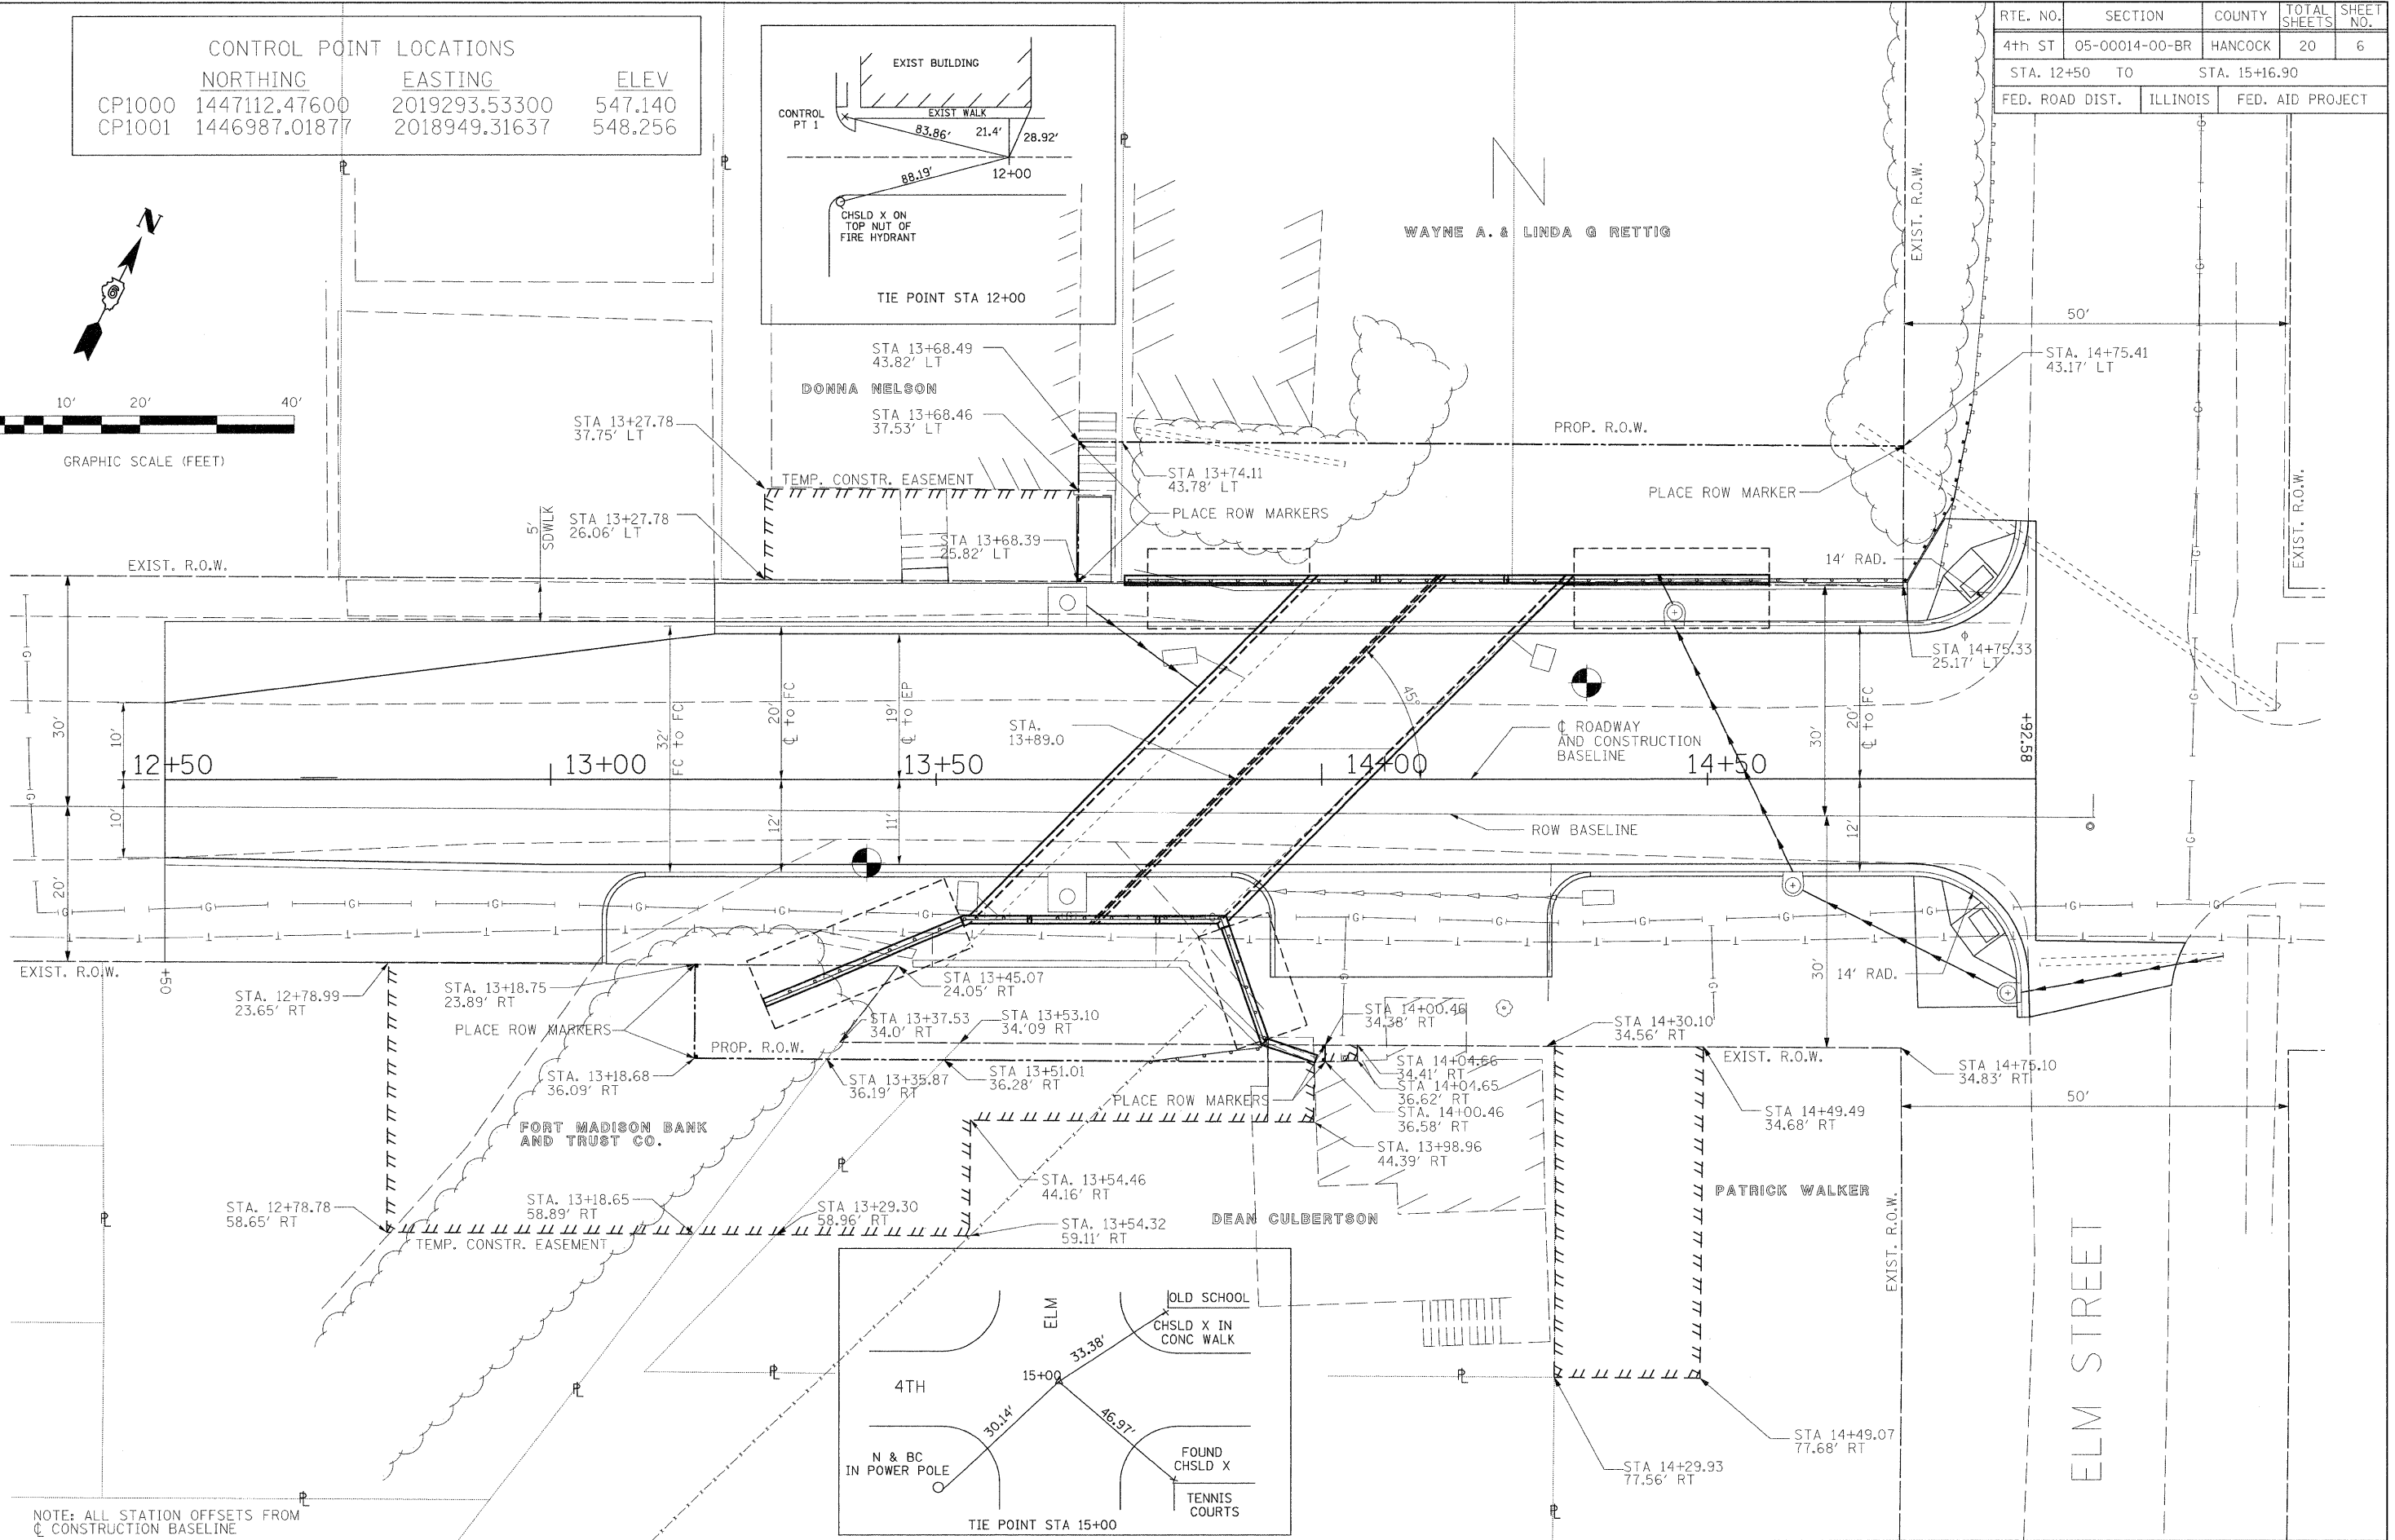 RTE. NO. SECTION COUNTY TOTAL SHEETS SHEET NO.
4th ST 05-00014-00-BR HANCOCK 20 6
STA. 12+50 TO STA. 15+16.90
FED. ROAD DIST. ILLINOIS FED. AID PROJECT
CONTROL POINT LOCATIONS
NORTHING EASTING ELEV
CP1000 1447112.47600 2019293.53300 547.140
CP1001 1446987.01877 2018949.31637 548.256
EXIST BUILDING
CONTROL
PT 1
EXIST WALK
83.86' 21.4' 28.92'
88.19' 12+00
CHSLD X ON
TOP NUT OF
FIRE HYDRANT
TIE POINT STA 12+00
N
N
10' 20' 40'
GRAPHIC SCALE (FEET)
WAYNE A. & LINDA G RETTIG
EXIST. R.O.W.
50'
STA. 14+75.41
43.17' LT
STA 13+68.49
43.82' LT
DONNA NELSON
STA 13+68.46
37.53' LT
STA 13+27.78
37.75' LT
PROP. R.O.W.
TEMP. CONSTR. EASEMENT
STA 13+74.11
43.78' LT
PLACE ROW MARKER
PLACE ROW MARKERS
EXIST. R.O.W.
5'
SDWLK
STA 13+27.78
26.06' LT
STA 13+68.39
25.82' LT
14' RAD.
EXIST. R.O.W.
STA 14+75.33
25.17' LT
30'
10'
32'
FC to FC
20'
℄ to FC
19'
℄ to EP
STA.
13+89.0
45°
℄ ROADWAY
AND CONSTRUCTION
BASELINE
30'
20'
℄ to FC
+92.58
12+50 13+00 13+50 14+00 14+50
10'
12'
11'
ROW BASELINE
12'
20'
30'
EXIST. R.O.W.
+50
STA. 12+78.99
23.65' RT
STA. 13+18.75
23.89' RT
PLACE ROW MARKERS
STA 13+45.07
24.05' RT
14' RAD.
STA 13+37.53
34.0' RT
STA 13+53.10
34.'09 RT
STA 14+00.46
34.38' RT
STA 14+30.10
34.56' RT
PROP. R.O.W.
EXIST. R.O.W.
STA. 13+18.68
36.09' RT
STA 13+35.87
36.19' RT
STA 13+51.01
36.28' RT
STA 14+04.66
34.41' RT
STA 14+04.65
36.62' RT
STA 14+75.10
34.83' RT
PLACE ROW MARKERS
STA. 14+00.46
36.58' RT
STA 14+49.49
34.68' RT
50'
FORT MADISON BANK
AND TRUST CO.
STA. 13+98.96
44.39' RT
STA. 13+54.46
44.16' RT
PATRICK WALKER
STA. 12+78.78
58.65' RT
STA. 13+18.65
58.89' RT
STA 13+29.30
58.96' RT
STA. 13+54.32
59.11' RT
DEAN CULBERTSON
TEMP. CONSTR. EASEMENT
EXIST. R.O.W.
ELM STREET
ELM
OLD SCHOOL
CHSLD X IN
CONC WALK
33.38'
15+00
4TH
30.14'
46.97'
N & BC
IN POWER POLE
FOUND
CHSLD X
TENNIS
COURTS
TIE POINT STA 15+00
STA 14+49.07
77.68' RT
STA 14+29.93
77.56' RT
NOTE: ALL STATION OFFSETS FROM
℄ CONSTRUCTION BASELINE